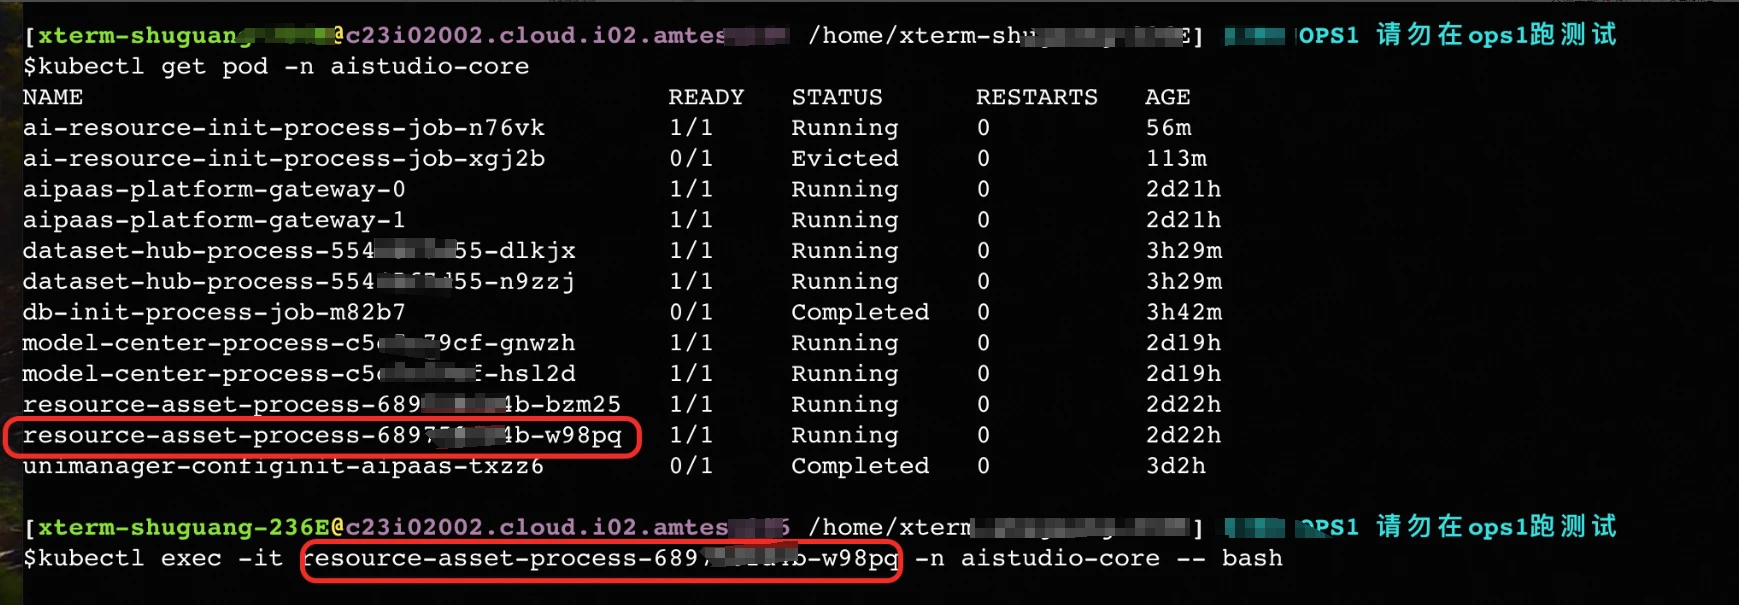 [xterm-shuguang @c23i02002.cloud.i02.amtes /home/xterm-shu E] OPS1 请勿在ops1跑测试
$kubectl get pod -n aistudio-core
NAME READY STATUS RESTARTS AGE
ai-resource-init-process-job-n76vk 1/1 Running 0 56m
ai-resource-init-process-job-xgj2b 0/1 Evicted 0 113m
aipaas-platform-gateway-0 1/1 Running 0 2d21h
aipaas-platform-gateway-1 1/1 Running 0 2d21h
dataset-hub-process-554 55-dlkjx 1/1 Running 0 3h29m
dataset-hub-process-554 55-n9zzj 1/1 Running 0 3h29m
db-init-process-job-m82b7 0/1 Completed 0 3h42m
model-center-process-c5 79cf-gnwzh 1/1 Running 0 2d19h
model-center-process-c5 f-hsl2d 1/1 Running 0 2d19h
resource-asset-process-689 4b-bzm25 1/1 Running 0 2d22h
resource-asset-process-6897 4b-w98pq 1/1 Running 0 2d22h
unimanager-configinit-aipaas-txzz6 0/1 Completed 0 3d2h
[xterm-shuguang-236E@c23i02002.cloud.i02.amtes /home/xterm ] OPS1 请勿在ops1跑测试
$kubectl exec -it resource-asset-process-6897 b-w98pq -n aistudio-core -- bash